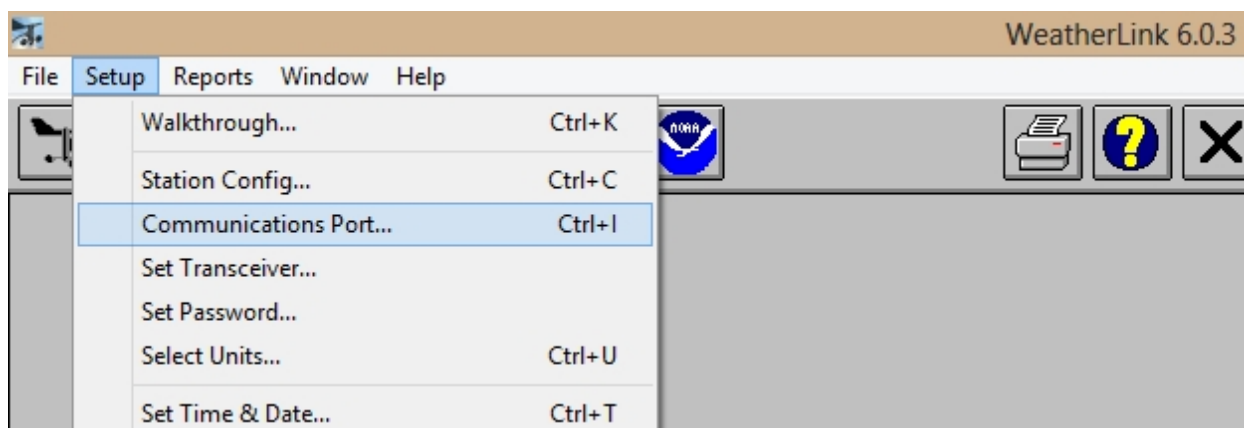 WeatherLink 6.0.3
File Setup Reports Window Help
Walkthrough... Ctrl+K
NOAA
Station Config... Ctrl+C
Communications Port... Ctrl+I
Set Transceiver...
Set Password...
Select Units... Ctrl+U
Set Time & Date... Ctrl+T